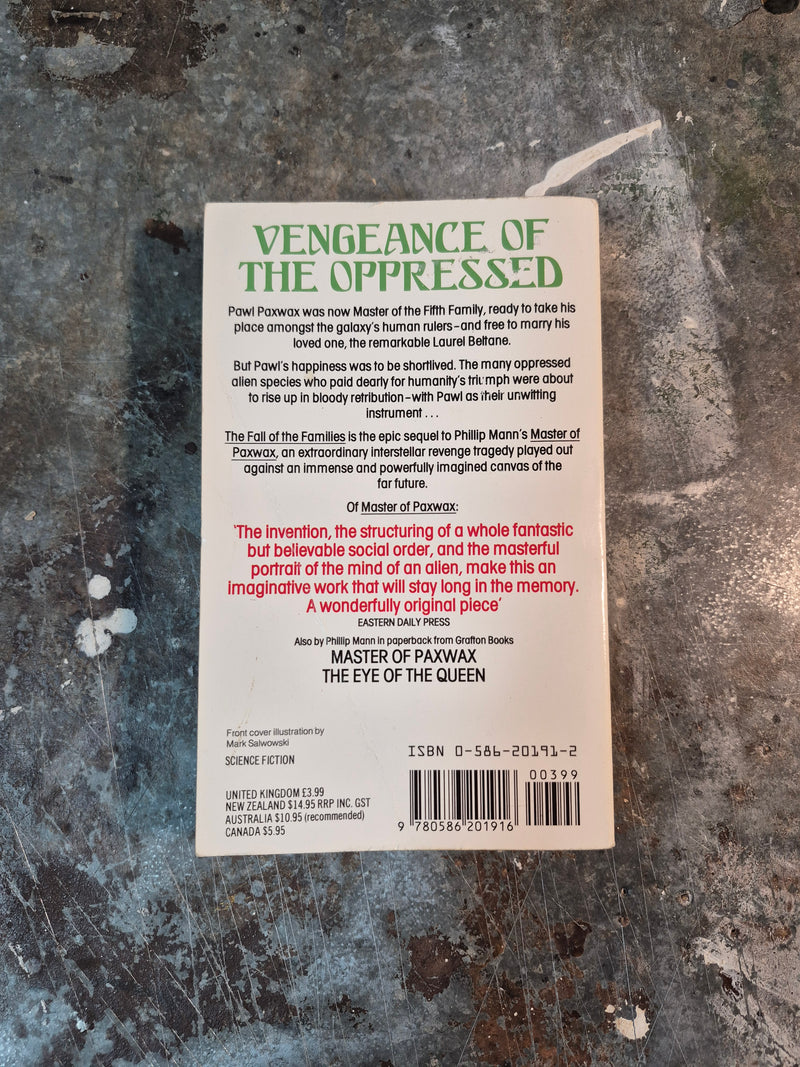 VENGEANCE OF
THE OPPRESSED
Pawl Paxwax was now Master of the Fifth Family, ready to take his
place amongst the galaxy's human rulers–and free to marry his
loved one, the remarkable Laurel Beltane.
But Pawl's happiness was to be shortlived. The many oppressed
alien species who paid dearly for humanity's triumph were about
to rise up in bloody retribution–with Pawl as their unwitting
instrument . . .
The Fall of the Families is the epic sequel to Phillip Mann's Master of
Paxwax, an extraordinary interstellar revenge tragedy played out
against an immense and powerfully imagined canvas of the
far future.
Of Master of Paxwax:
'The invention, the structuring of a whole fantastic
but believable social order, and the masterful
portrait of the mind of an alien, make this an
imaginative work that will stay long in the memory.
A wonderfully original piece'
EASTERN DAILY PRESS
Also by Phillip Mann in paperback from Grafton Books
MASTER OF PAXWAX
THE EYE OF THE QUEEN
Front cover illustration by
Mark Salwowski
SCIENCE FICTION
UNITED KINGDOM £3.99
NEW ZEALAND $14.95 RRP INC. GST
AUSTRALIA $10.95 (recommended)
CANADA $5.95
ISBN 0-586-20191-2
00399
9 780586 201916